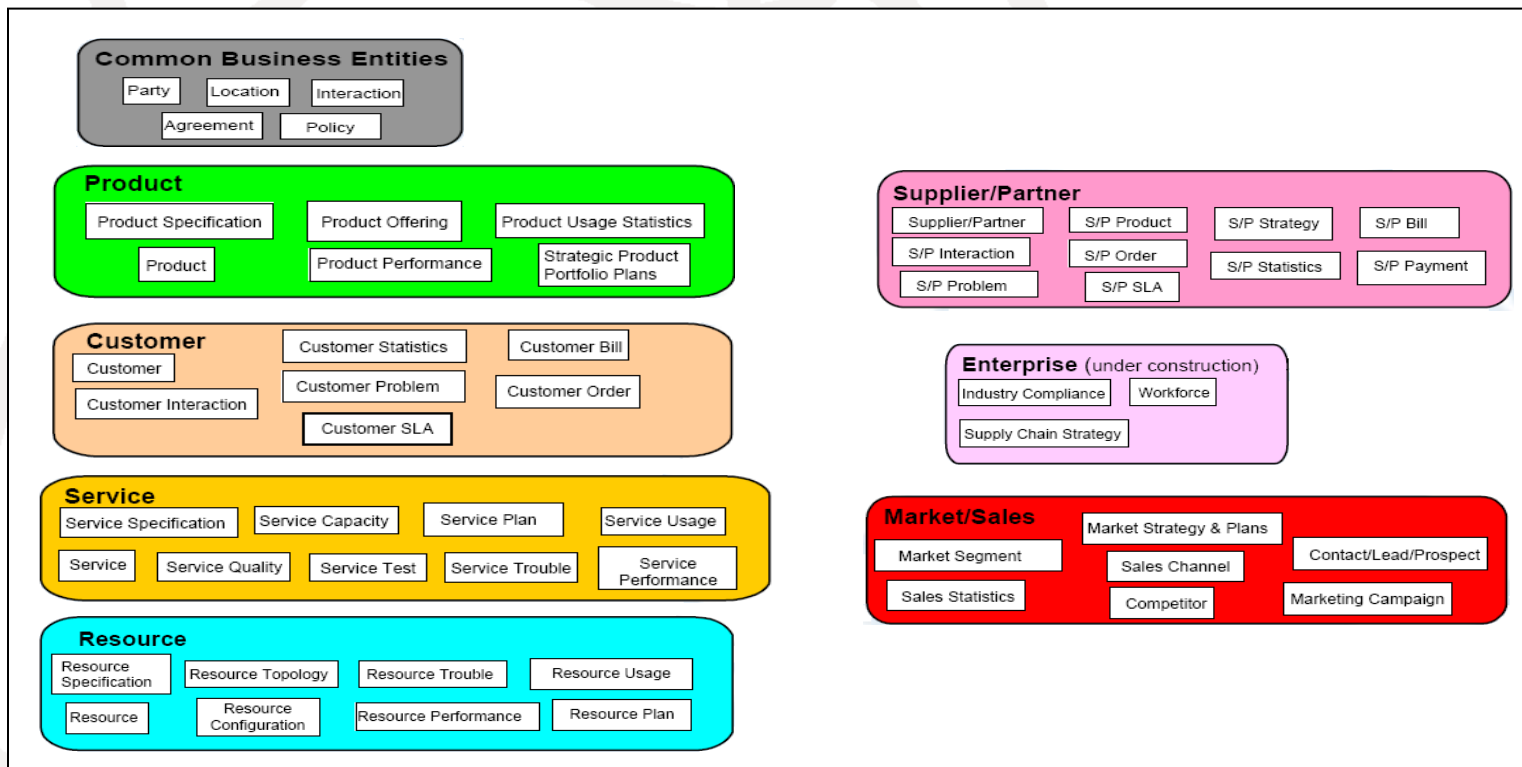 Common Business Entities
Party
Location
Interaction
Agreement
Policy
Product
Product Specification
Product Offering
Product Usage Statistics
Product
Product Performance
Strategic Product
Portfolio Plans
Customer
Customer
Customer Interaction
Customer Statistics
Customer Problem
Customer SLA
Customer Bill
Customer Order
Service
Service Specification
Service Capacity
Service Plan
Service Usage
Service
Service Quality
Service Test
Service Trouble
Service
Performance
Resource
Resource
Specification
Resource Topology
Resource Trouble
Resource Usage
Resource
Resource
Configuration
Resource Performance
Resource Plan
Supplier/Partner
Supplier/Partner
S/P Product
S/P Strategy
S/P Bill
S/P Interaction
S/P Order
S/P Statistics
S/P Payment
S/P Problem
S/P SLA
Enterprise (under construction)
Industry Compliance
Workforce
Supply Chain Strategy
Market/Sales
Market Strategy & Plans
Market Segment
Sales Channel
Contact/Lead/Prospect
Sales Statistics
Competitor
Marketing Campaign